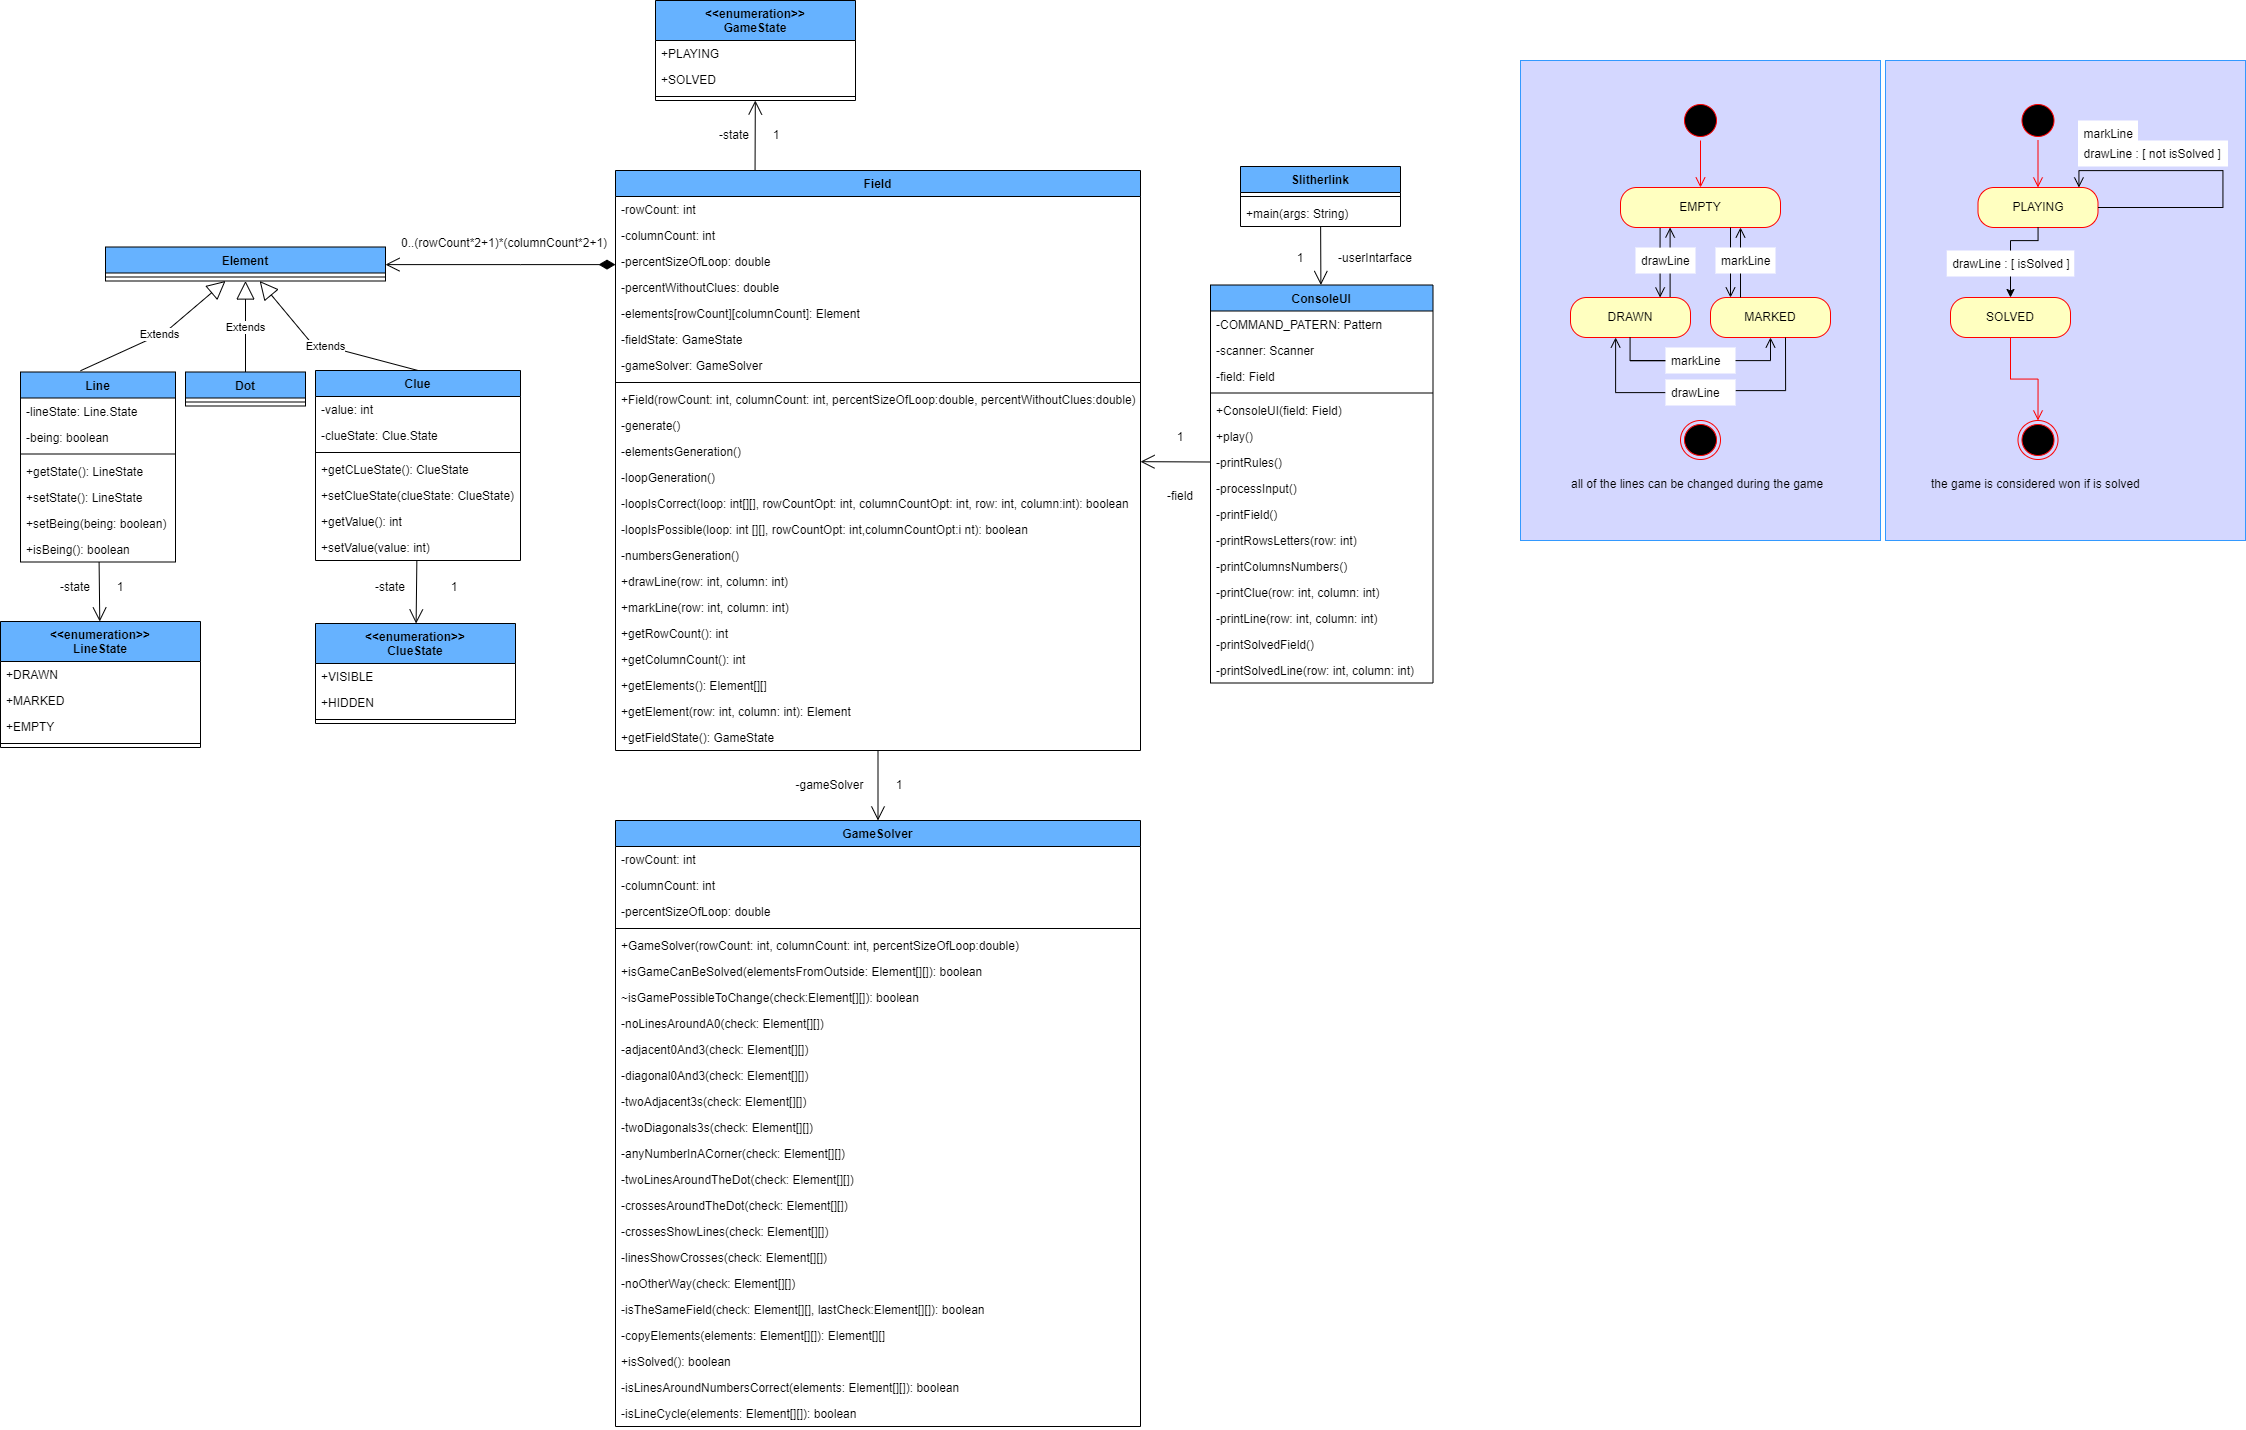 <<enumeration>>
GameState
+PLAYING
+SOLVED
-state
1
Field
-rowCount: int
-columnCount: int
-percentSizeOfLoop: double
-percentWithoutClues: double
-elements[rowCount][columnCount]: Element
-fieldState: GameState
-gameSolver: GameSolver
+Field(rowCount: int, columnCount: int, percentSizeOfLoop:double, percentWithoutClues:double)
-generate()
-elementsGeneration()
-loopGeneration()
-loopIsCorrect(loop: int[][], rowCountOpt: int, columnCountOpt: int, row: int, column:int): boolean
-loopIsPossible(loop: int [][], rowCountOpt: int,columnCountOpt:i nt): boolean
-numbersGeneration()
+drawLine(row: int, column: int)
+markLine(row: int, column: int)
+getRowCount(): int
+getColumnCount(): int
+getElements(): Element[][]
+getElement(row: int, column: int): Element
+getFieldState(): GameState
0..(rowCount*2+1)*(columnCount*2+1)
Element
Extends
Extends
Extends
Line
-lineState: Line.State
-being: boolean
+getState(): LineState
+setState(): LineState
+setBeing(being: boolean)
+isBeing(): boolean
Dot
Clue
-value: int
-clueState: Clue.State
+getCLueState(): ClueState
+setClueState(clueState: ClueState)
+getValue(): int
+setValue(value: int)
-state
1
-state
1
<<enumeration>>
LineState
+DRAWN
+MARKED
+EMPTY
<<enumeration>>
ClueState
+VISIBLE
+HIDDEN
-gameSolver
1
GameSolver
-rowCount: int
-columnCount: int
-percentSizeOfLoop: double
+GameSolver(rowCount: int, columnCount: int, percentSizeOfLoop:double)
+isGameCanBeSolved(elementsFromOutside: Element[][]): boolean
~isGamePossibleToChange(check:Element[][]): boolean
-noLinesAroundA0(check: Element[][])
-adjacent0And3(check: Element[][])
-diagonal0And3(check: Element[][])
-twoAdjacent3s(check: Element[][])
-twoDiagonals3s(check: Element[][])
-anyNumberInACorner(check: Element[][])
-twoLinesAroundTheDot(check: Element[][])
-crossesAroundTheDot(check: Element[][])
-crossesShowLines(check: Element[][])
-linesShowCrosses(check: Element[][])
-noOtherWay(check: Element[][])
-isTheSameField(check: Element[][], lastCheck:Element[][]): boolean
-copyElements(elements: Element[][]): Element[][]
+isSolved(): boolean
-isLinesAroundNumbersCorrect(elements: Element[][]): boolean
-isLineCycle(elements: Element[][]): boolean
Slitherlink
+main(args: String)
1
-userIntarface
ConsoleUI
-COMMAND_PATERN: Pattern
-scanner: Scanner
-field: Field
+ConsoleUI(field: Field)
+play()
-printRules()
-processInput()
-printField()
-printRowsLetters(row: int)
-printColumnsNumbers()
-printClue(row: int, column: int)
-printLine(row: int, column: int)
-printSolvedField()
-printSolvedLine(row: int, column: int)
1
-field
EMPTY
drawLine
markLine
DRAWN
MARKED
markLine
drawLine
all of the lines can be changed during the game
markLine
drawLine : [ not isSolved ]
PLAYING
drawLine : [ isSolved ]
SOLVED
the game is considered won if is solved